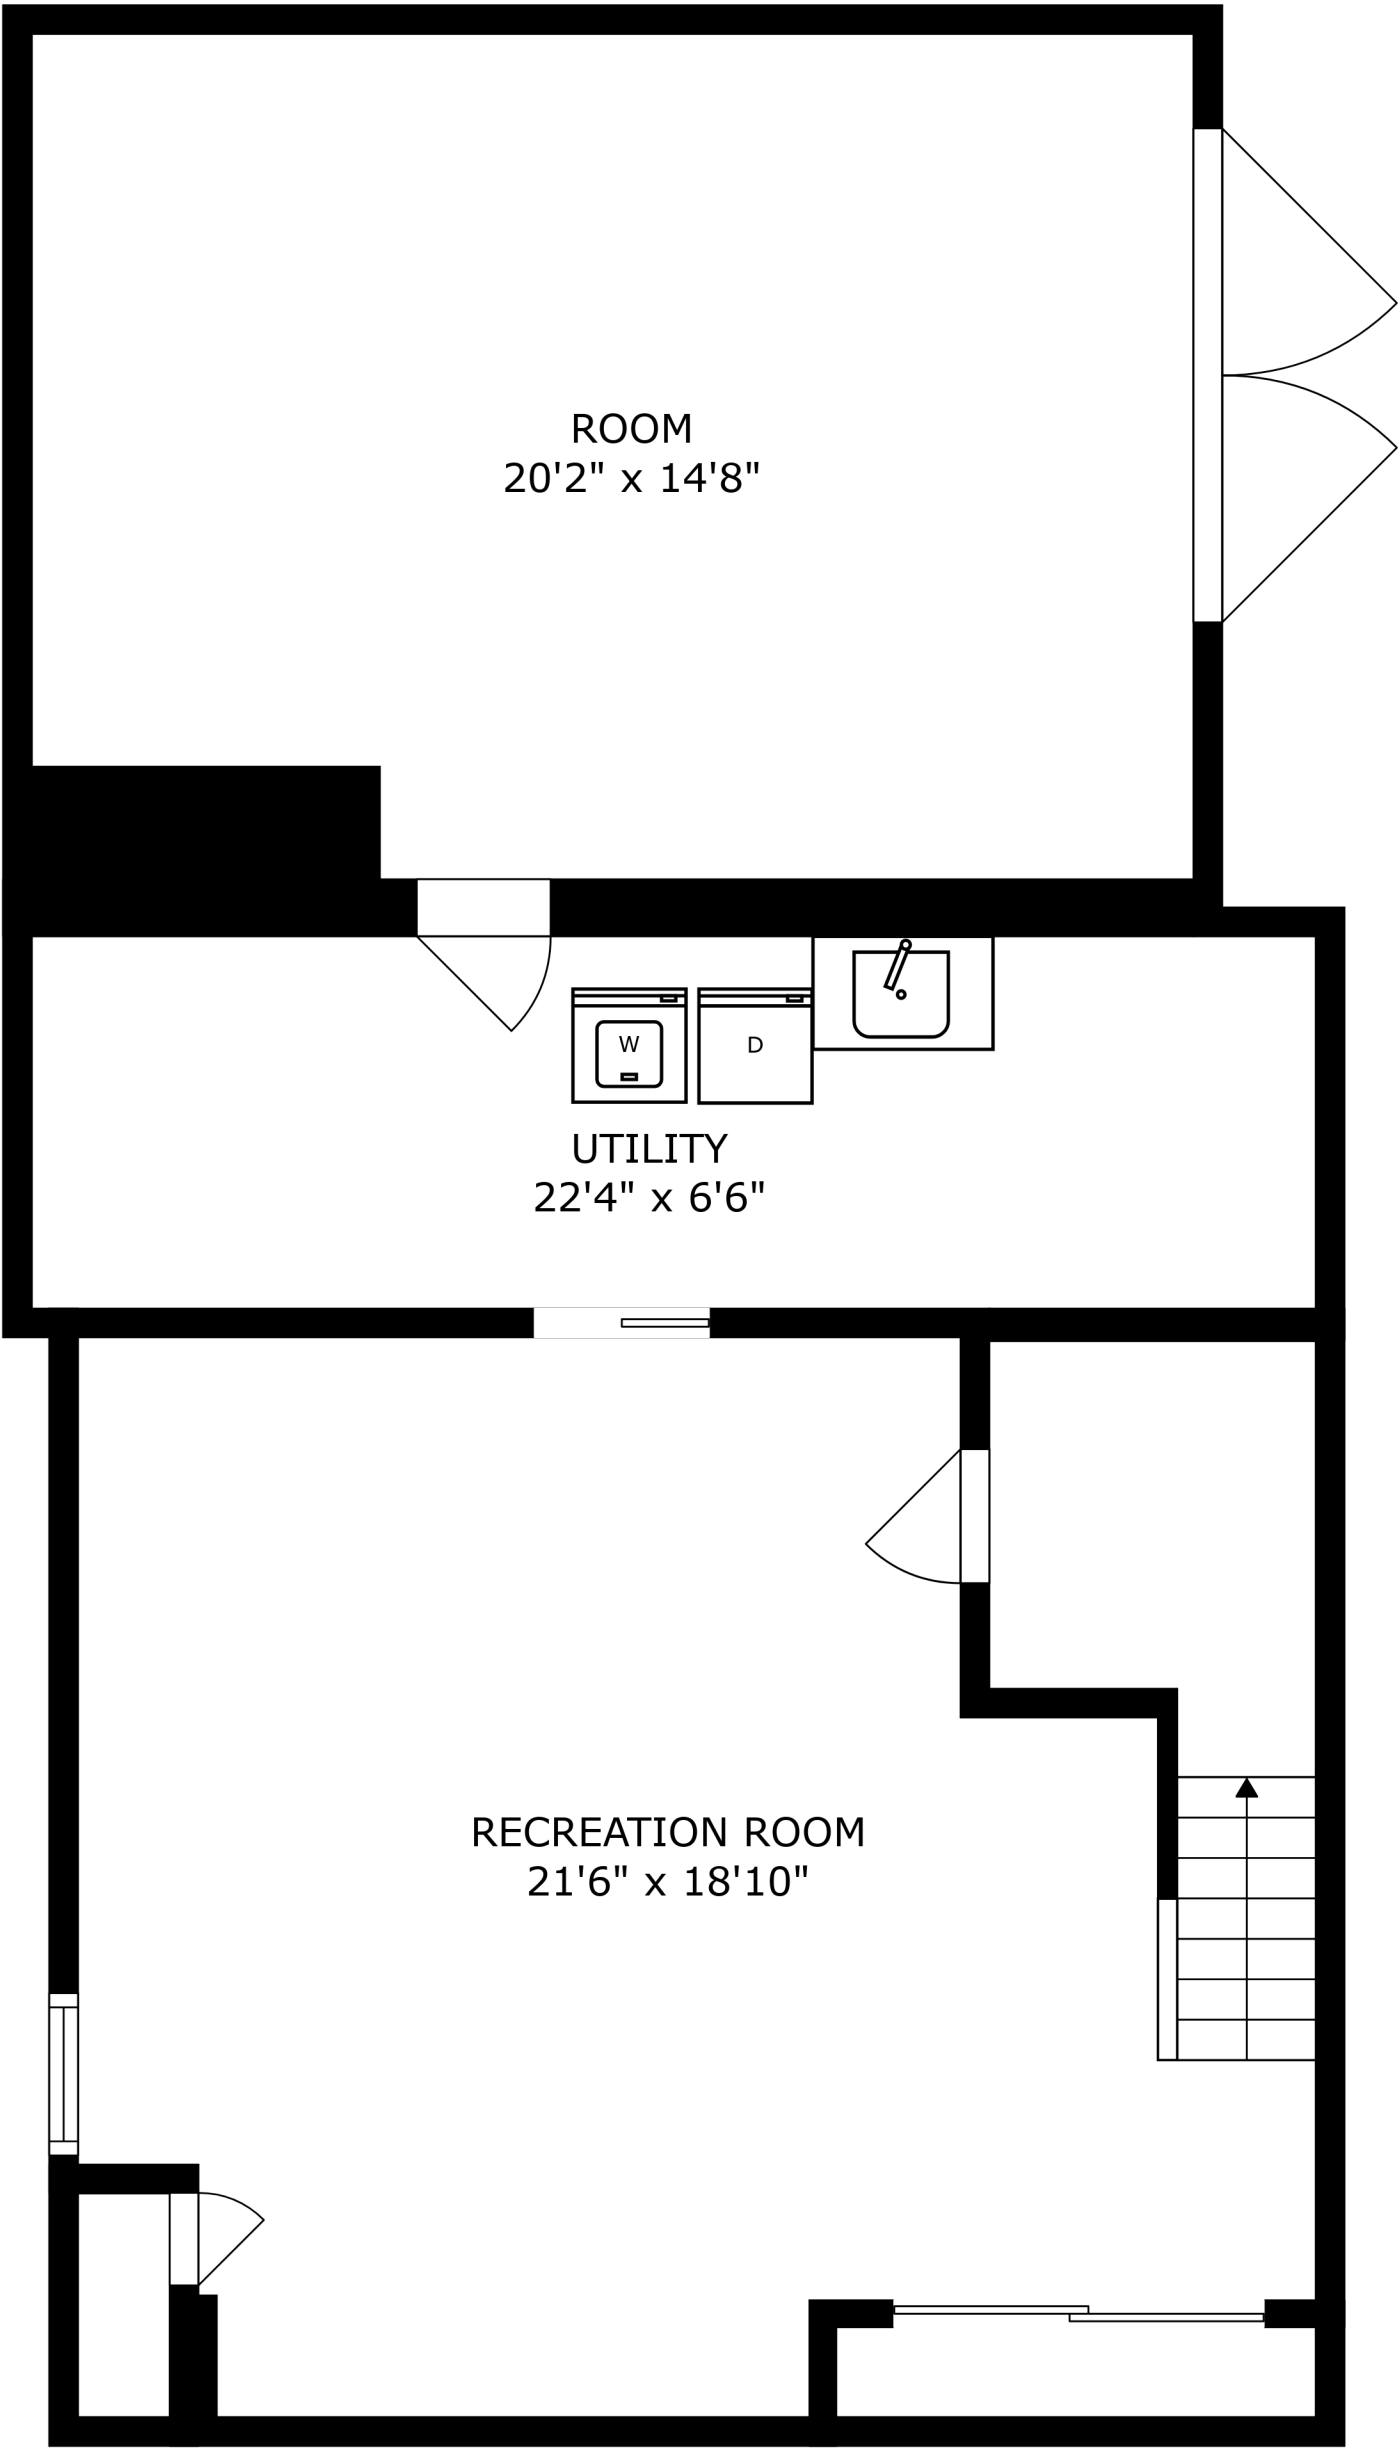 ROOM
20'2" x 14'8"
W
D
UTILITY
22'4" x 6'6"
RECREATION ROOM
21'6" x 18'10"